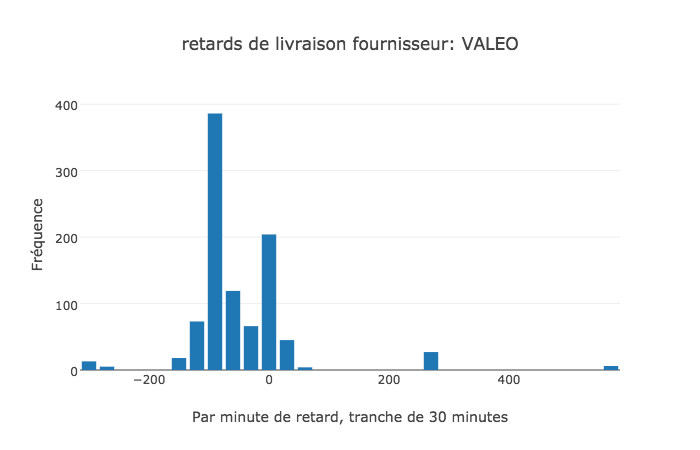 retards de livraison fournisseur: VALEO
400
300
200
100
0
Fréquence
−200 0 200 400
Par minute de retard, tranche de 30 minutes